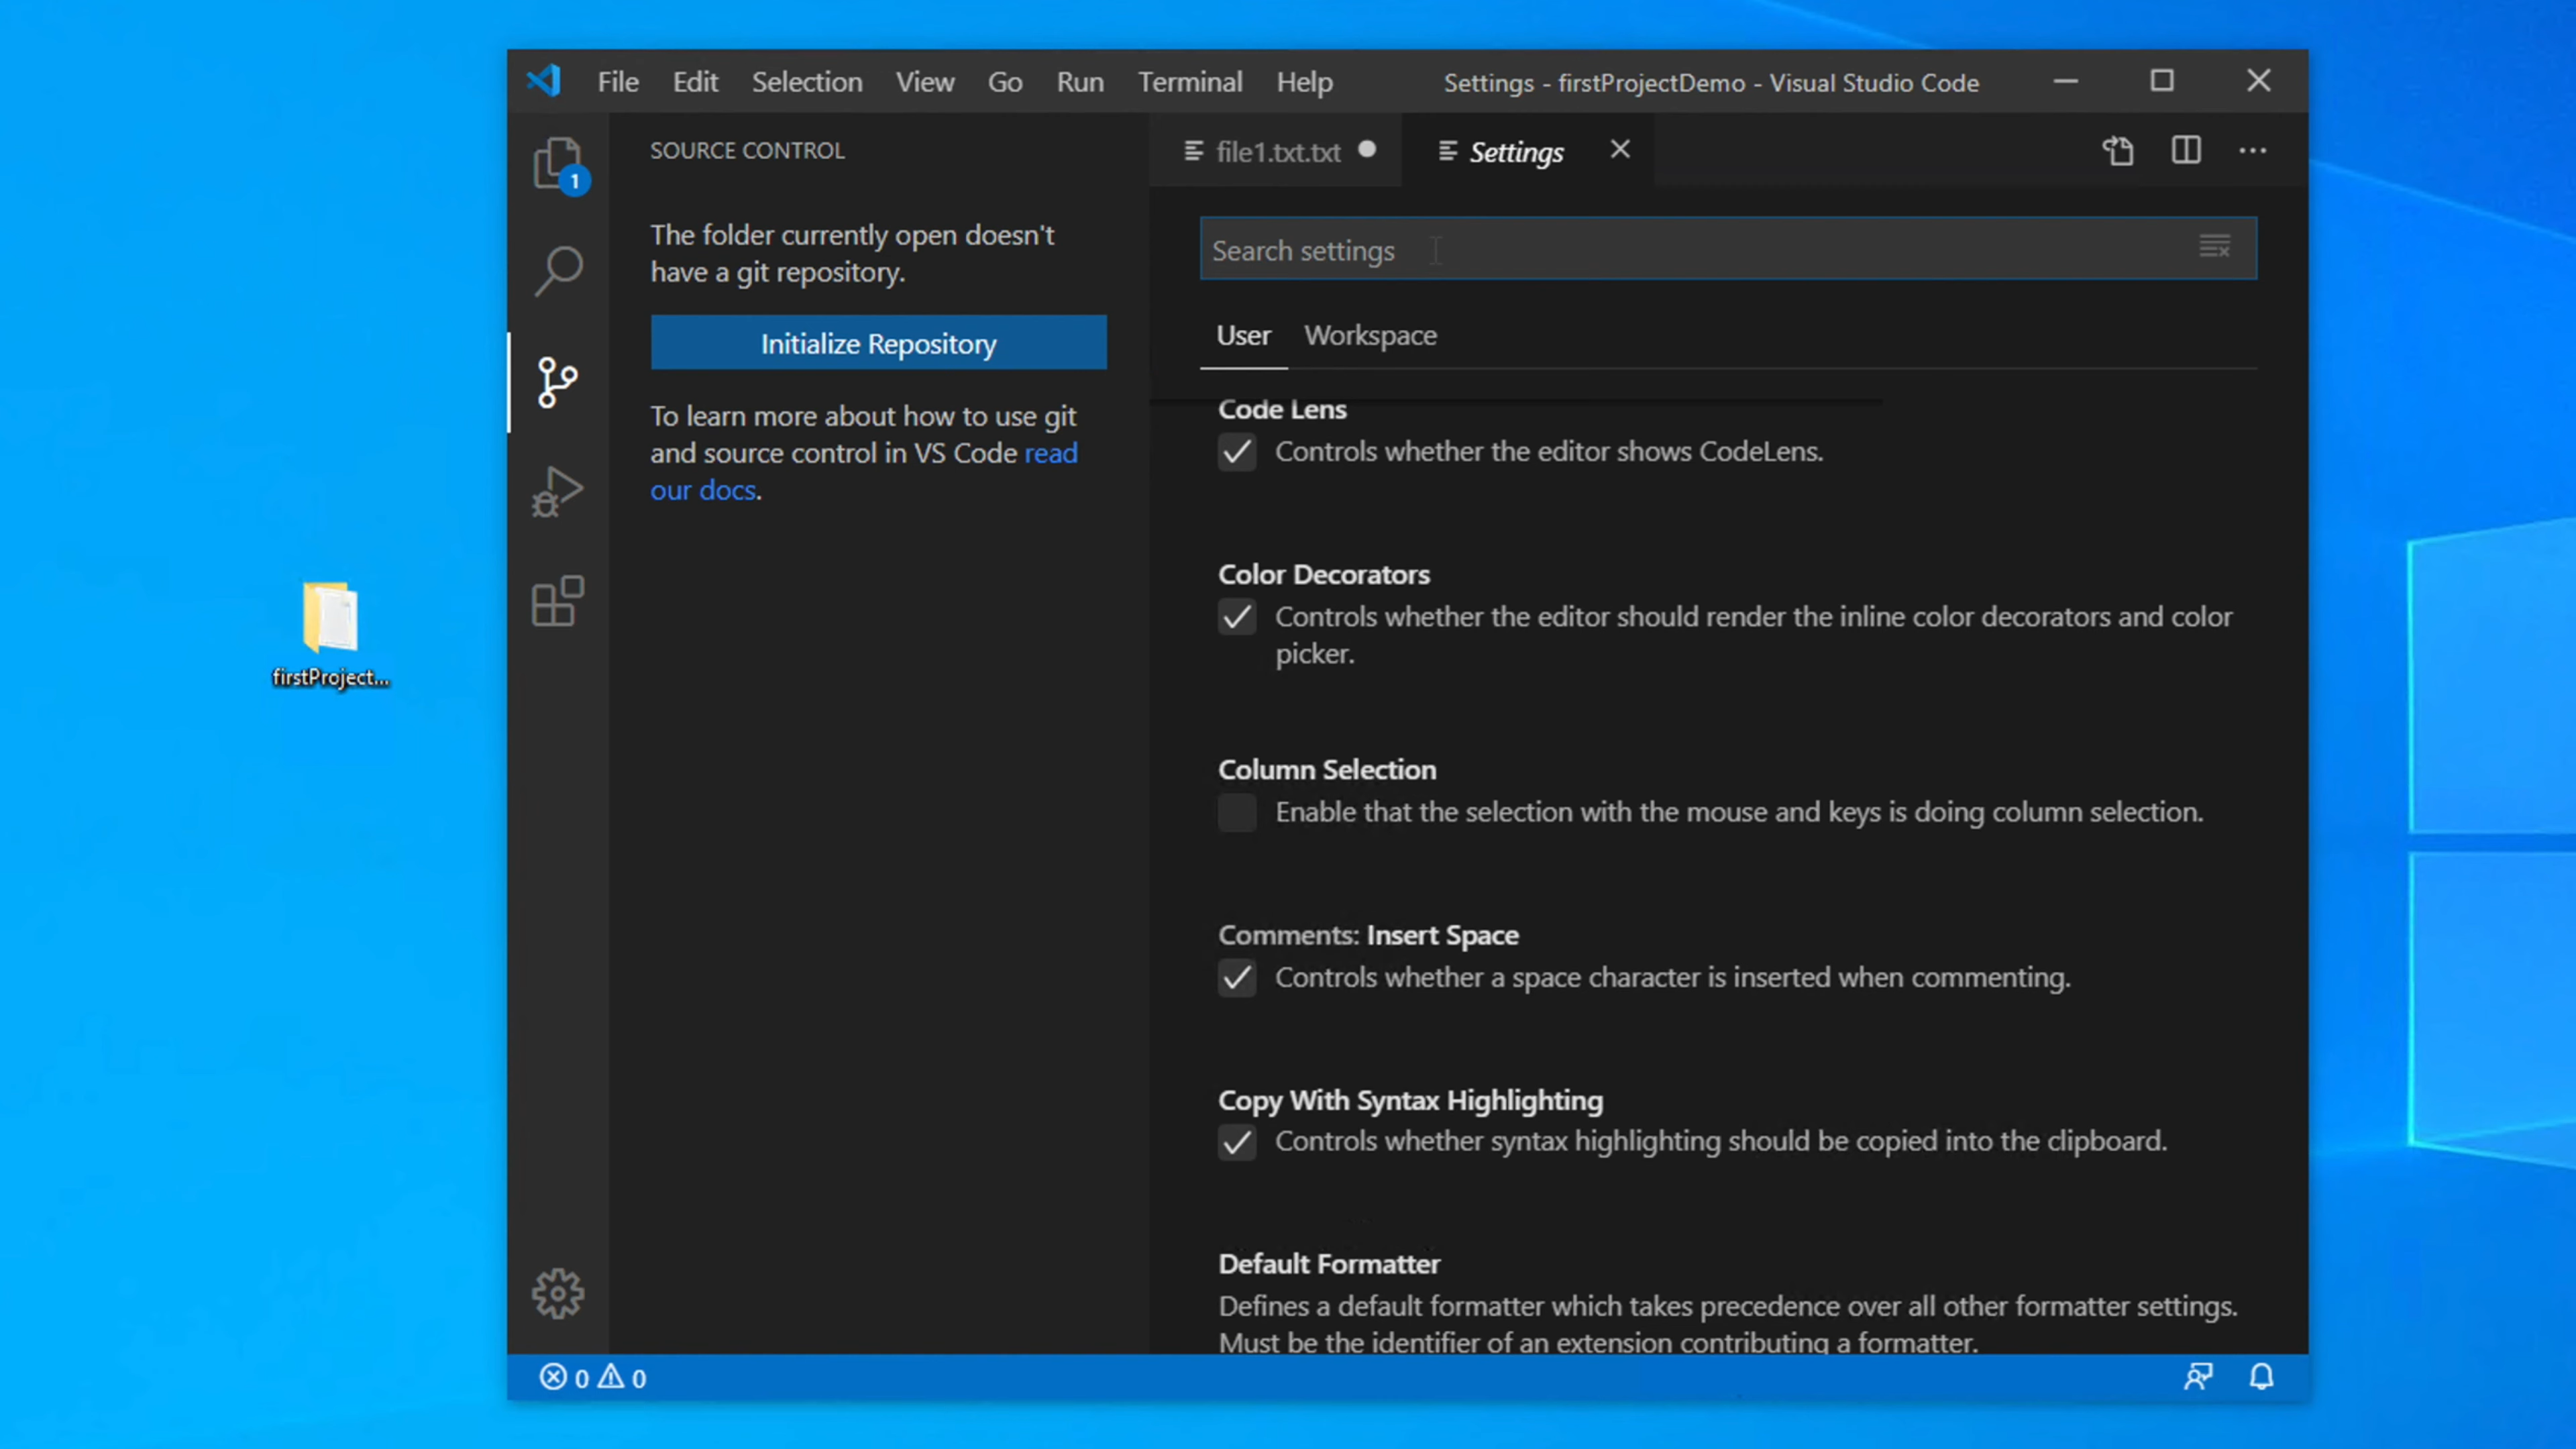 File Edit Selection View Go Run Terminal Help Settings - firstProjectDemo - Visual Studio Code
1
SOURCE CONTROL
The folder currently open doesn't
have a git repository.
Initialize Repository
To learn more about how to use git
and source control in VS Code read
our docs.
file1.txt.txt Settings
Search settings
User Workspace
Code Lens
Controls whether the editor shows CodeLens.
Color Decorators
Controls whether the editor should render the inline color decorators and color
picker.
Column Selection
Enable that the selection with the mouse and keys is doing column selection.
Comments: Insert Space
Controls whether a space character is inserted when commenting.
Copy With Syntax Highlighting
Controls whether syntax highlighting should be copied into the clipboard.
Default Formatter
Defines a default formatter which takes precedence over all other formatter settings.
Must be the identifier of an extension contributing a formatter.
0 0
firstProject...